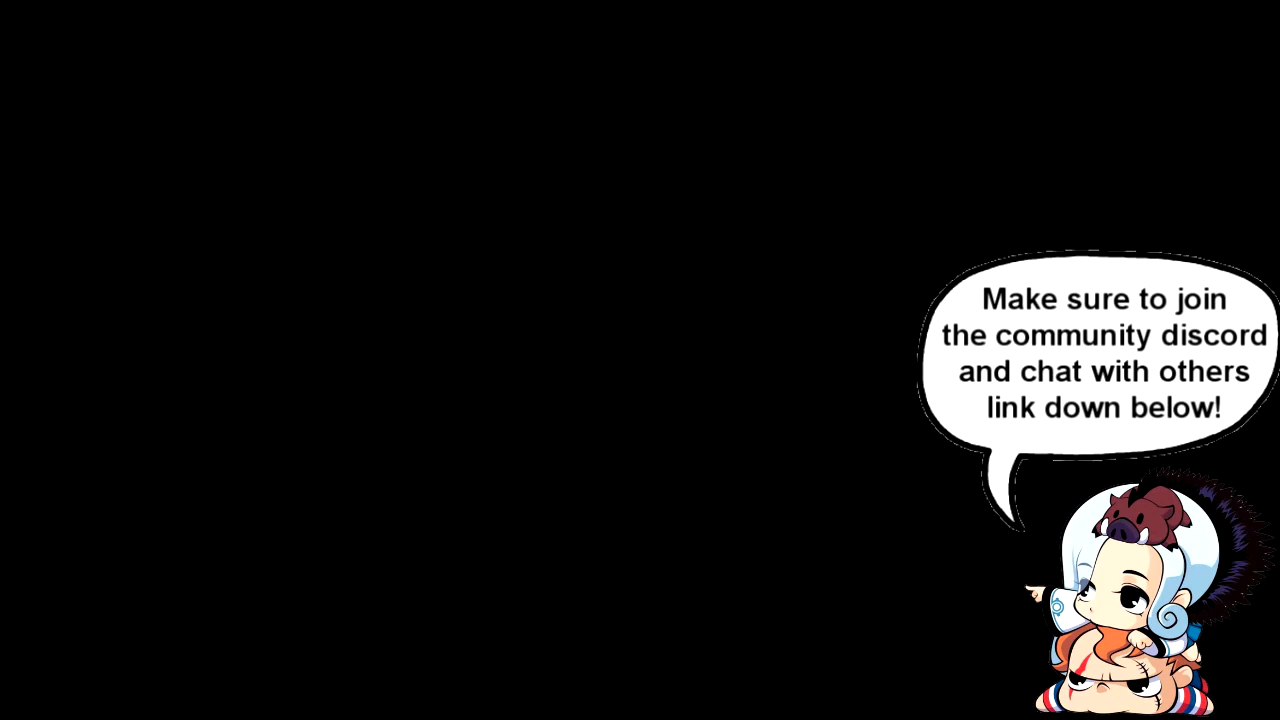 Make sure to join
the community discord
and chat with others
link down below!